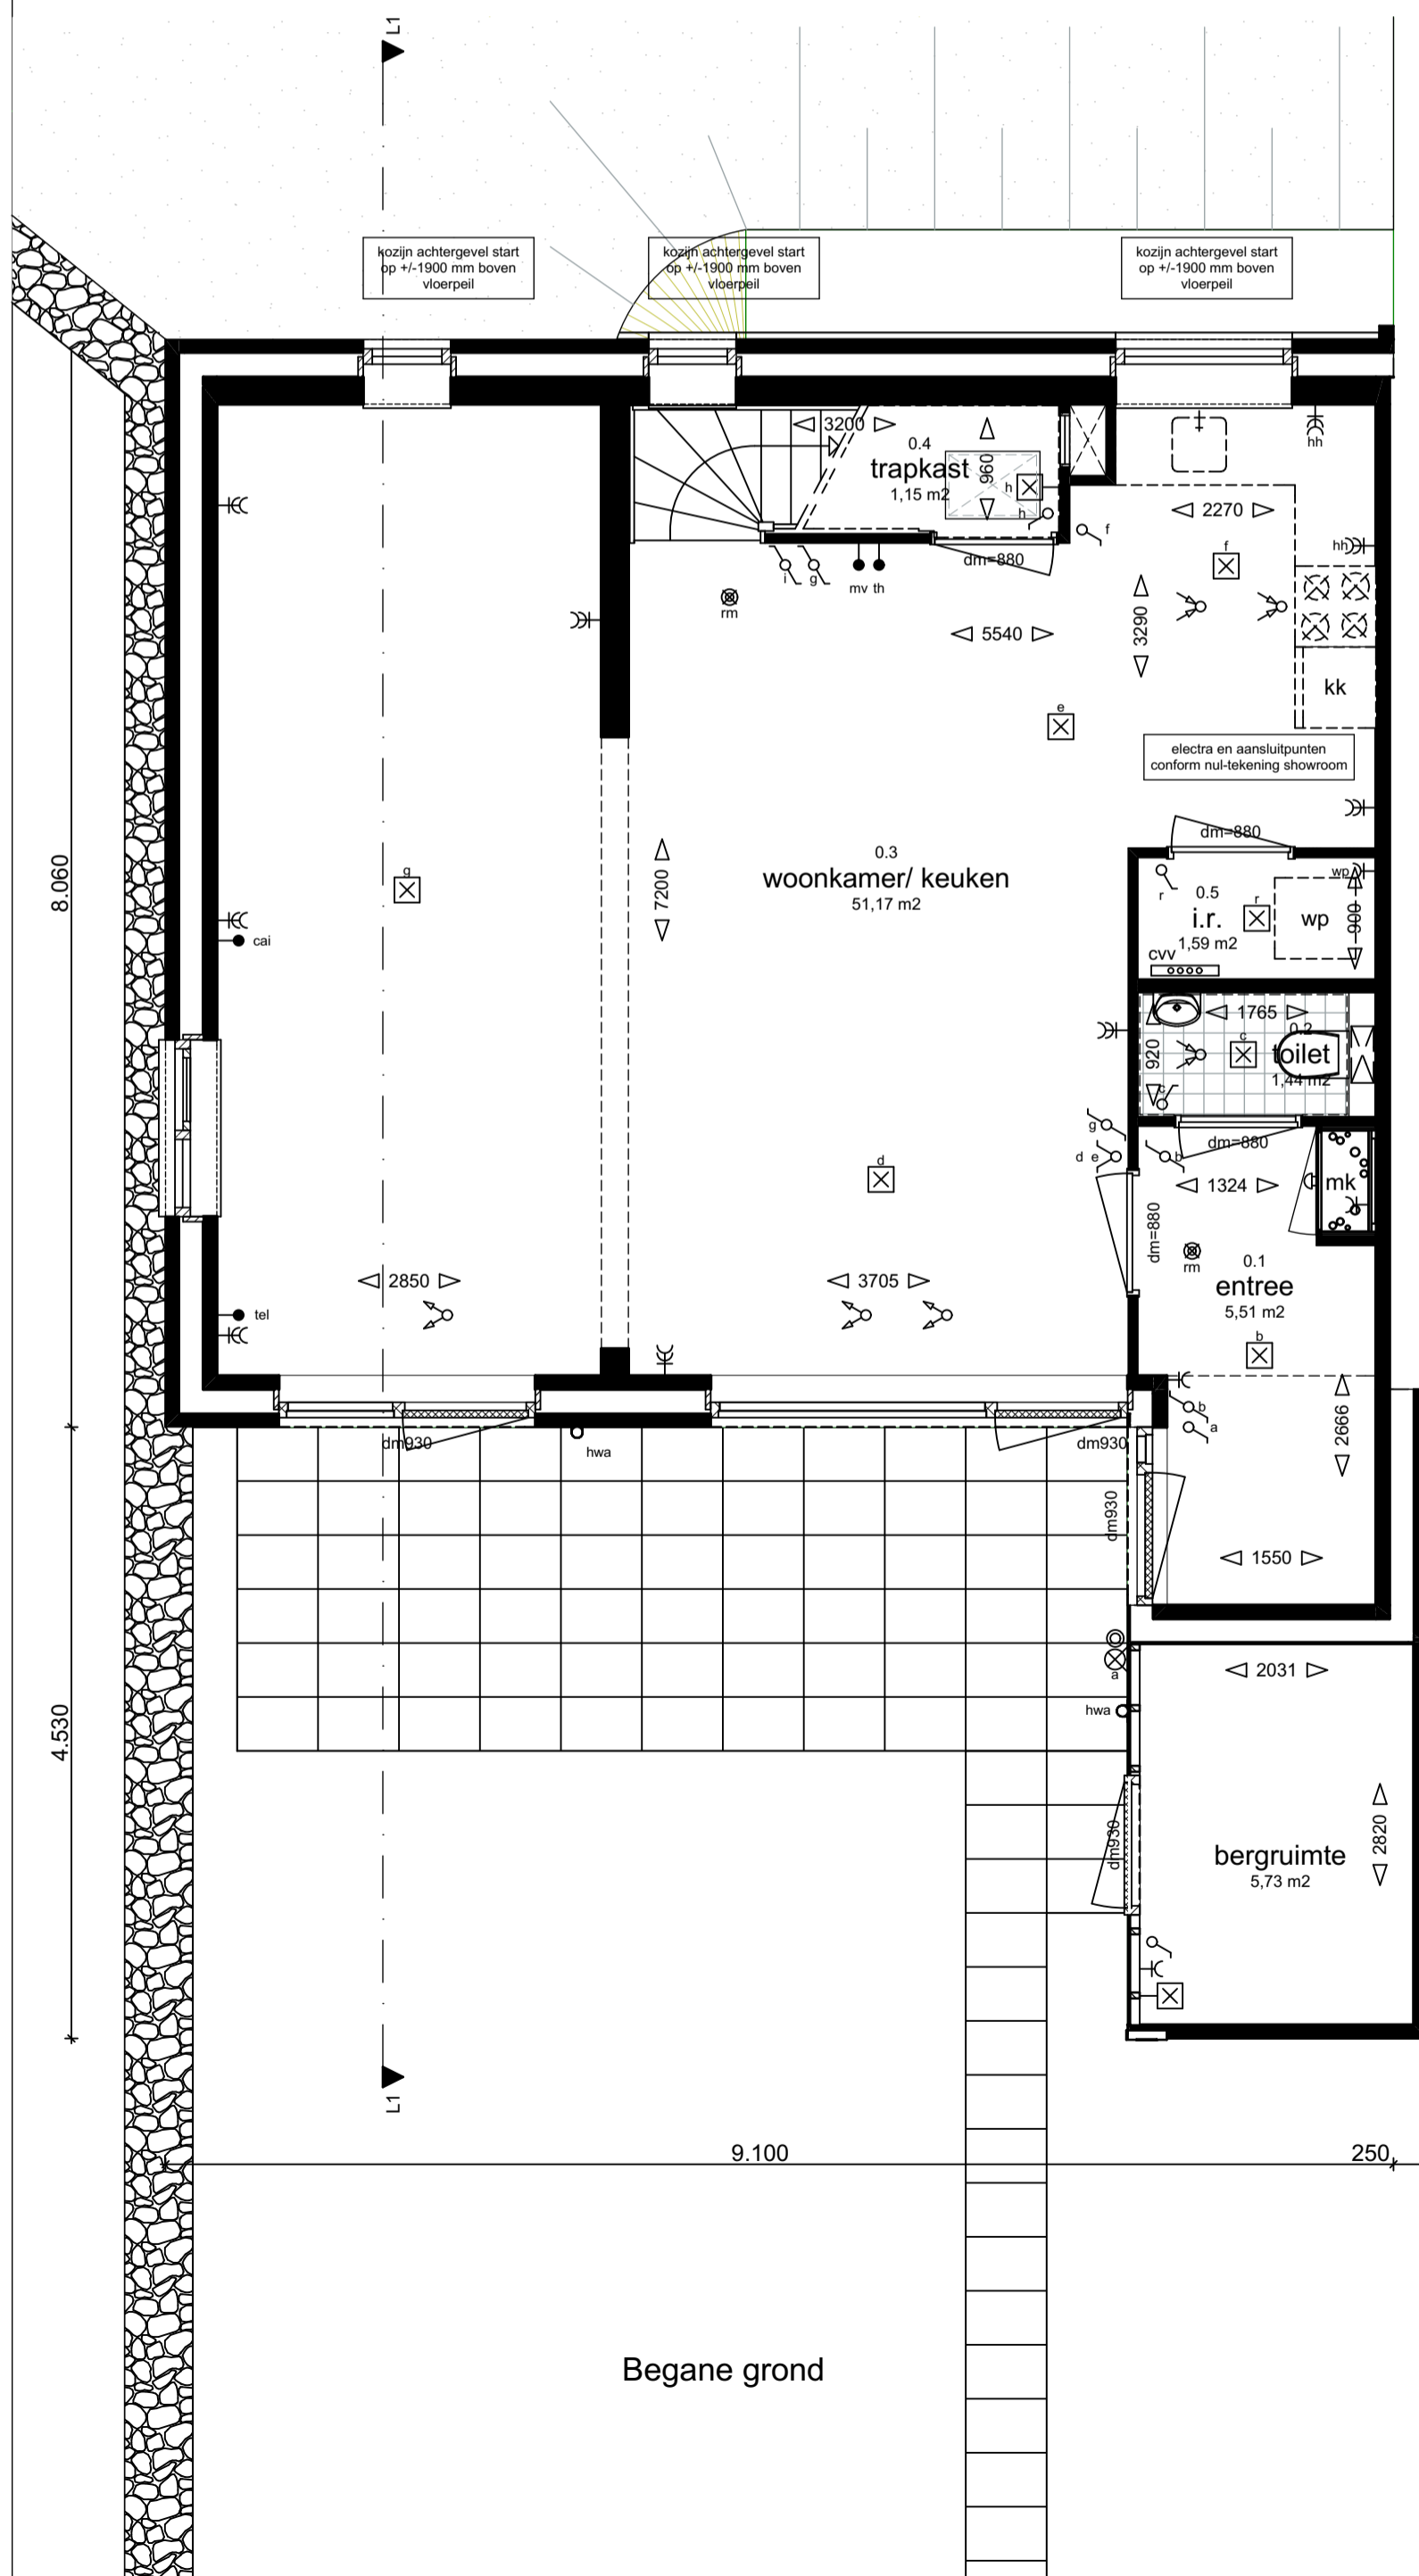 L1
kozijn achtergevel start
op +/-1900 mm boven
vloerpeil
kozijn achtergevel start
op +/-1900 mm boven
vloerpeil
kozijn achtergevel start
op +/-1900 mm boven
vloerpeil
3200
0.4
trapkast
1,15 m2
960
h
h
f
hh
2270
f
hh
i
g
mv th
dm=880
rm
5540
3290
kk
e
electra en aansluitpunten
conform nul-tekening showroom
dm=880
8.060
g
7200
0.3
woonkamer/ keuken
51,17 m2
r
0.5
i.r.
1,59 m2
r
wp
wp
900
cvv
cai
1765
920
c
0.2
toilet
1,44 m2
c
g
d e
b
dm=880
d
1324
mk
dm=880
rm
0.1
entree
5,51 m2
2850
3705
tel
b
b
a
2666
dm930
hwa
dm930
dm930
1550
a
2031
hwa
4.530
dm930
2820
bergruimte
5,73 m2
L1
9.100
250
Begane grond